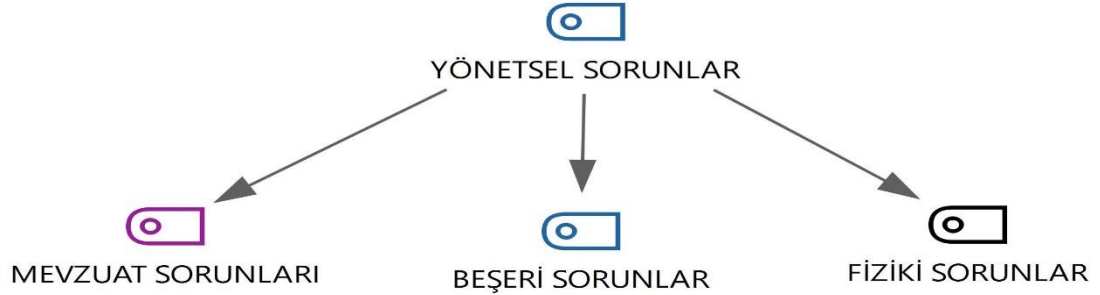 YÖNETSEL SORUNLAR
MEVZUAT SORUNLARI
BEŞERİ SORUNLAR
FİZİKİ SORUNLAR